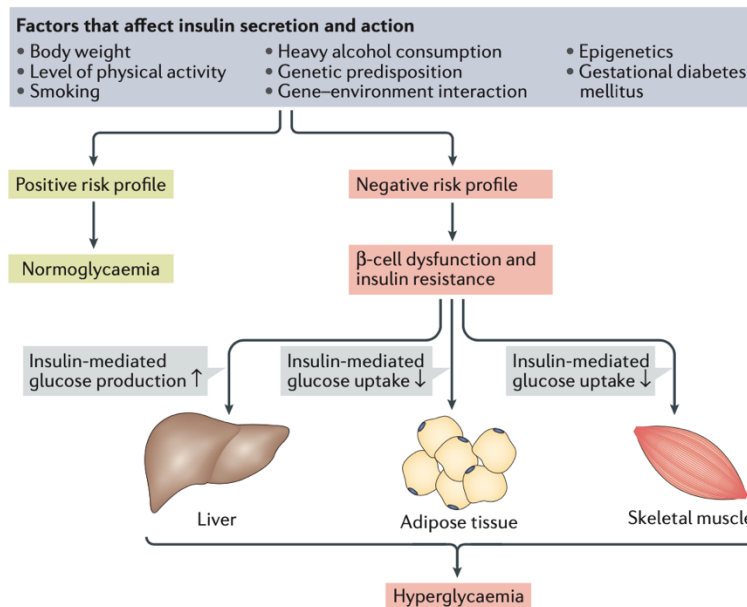 Factors that affect insulin secretion and action
• Body weight
• Level of physical activity
• Smoking
• Heavy alcohol consumption
• Genetic predisposition
• Gene–environment interaction
• Epigenetics
• Gestational diabetes
mellitus
Positive risk profile
Negative risk profile
Normoglycaemia
β-cell dysfunction and
insulin resistance
Insulin-mediated
glucose production ↑
Insulin-mediated
glucose uptake ↓
Insulin-mediated
glucose uptake ↓
Liver
Adipose tissue
Skeletal muscle
Hyperglycaemia